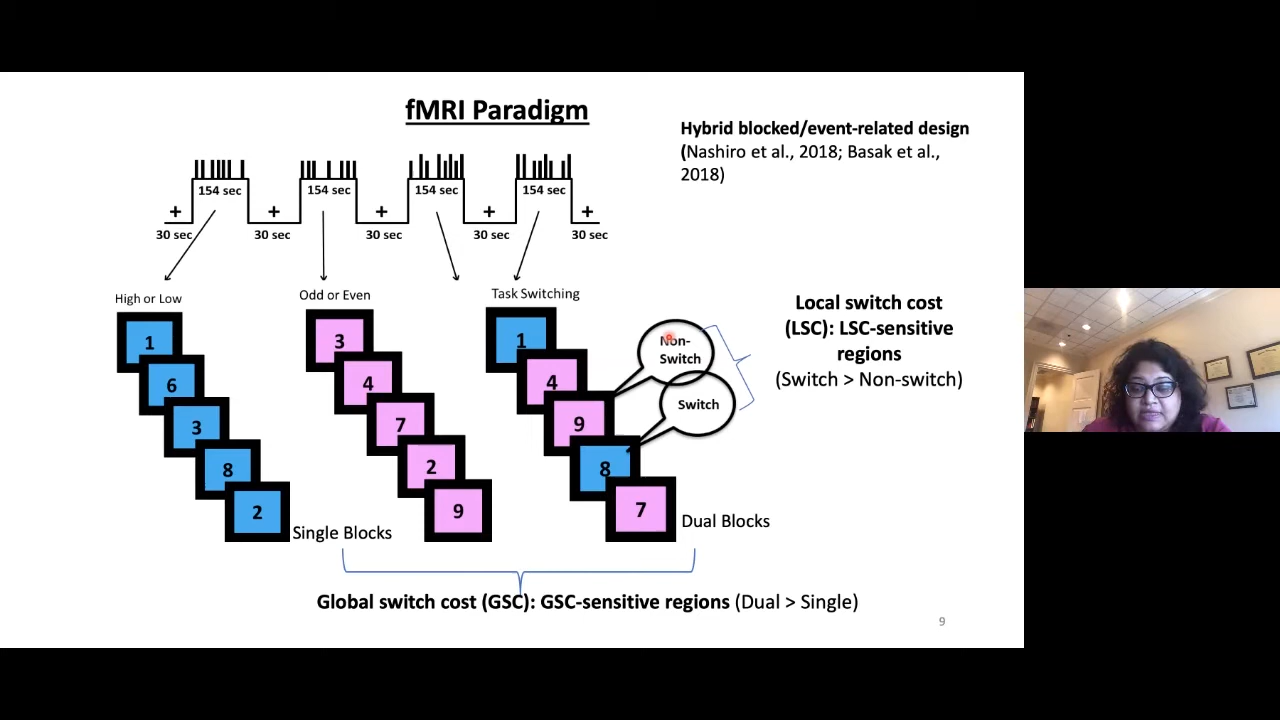 fMRI Paradigm
Hybrid blocked/event-related design
(Nashiro et al., 2018; Basak et al.,
2018)
154 sec
154 sec
154 sec
154 sec
+
+
+
+
+
30 sec
30 sec
30 sec
30 sec
30 sec
High or Low
1
6
3
8
2
Single Blocks
Odd or Even
3
4
7
2
9
Task Switching
1
4
9
8
7
Dual Blocks
Non-
Switch
Switch
Local switch cost
(LSC): LSC-sensitive
regions
(Switch > Non-switch)
Global switch cost (GSC): GSC-sensitive regions (Dual > Single)
9